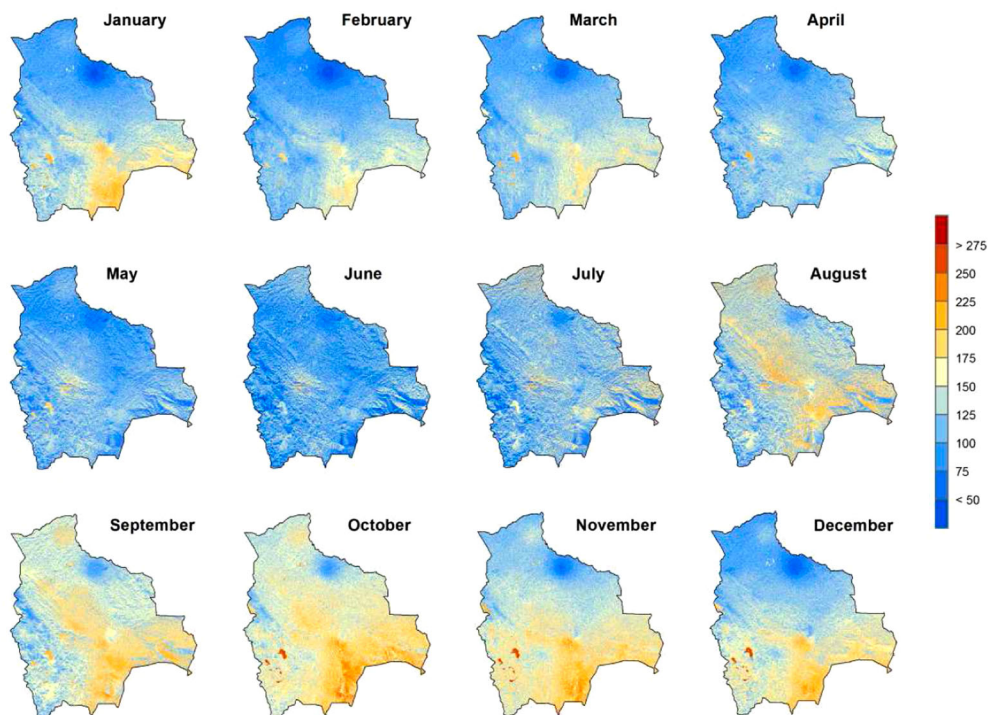 January
February
March
April
May
June
July
August
> 275
250
225
200
175
150
125
100
75
< 50
September
October
November
December